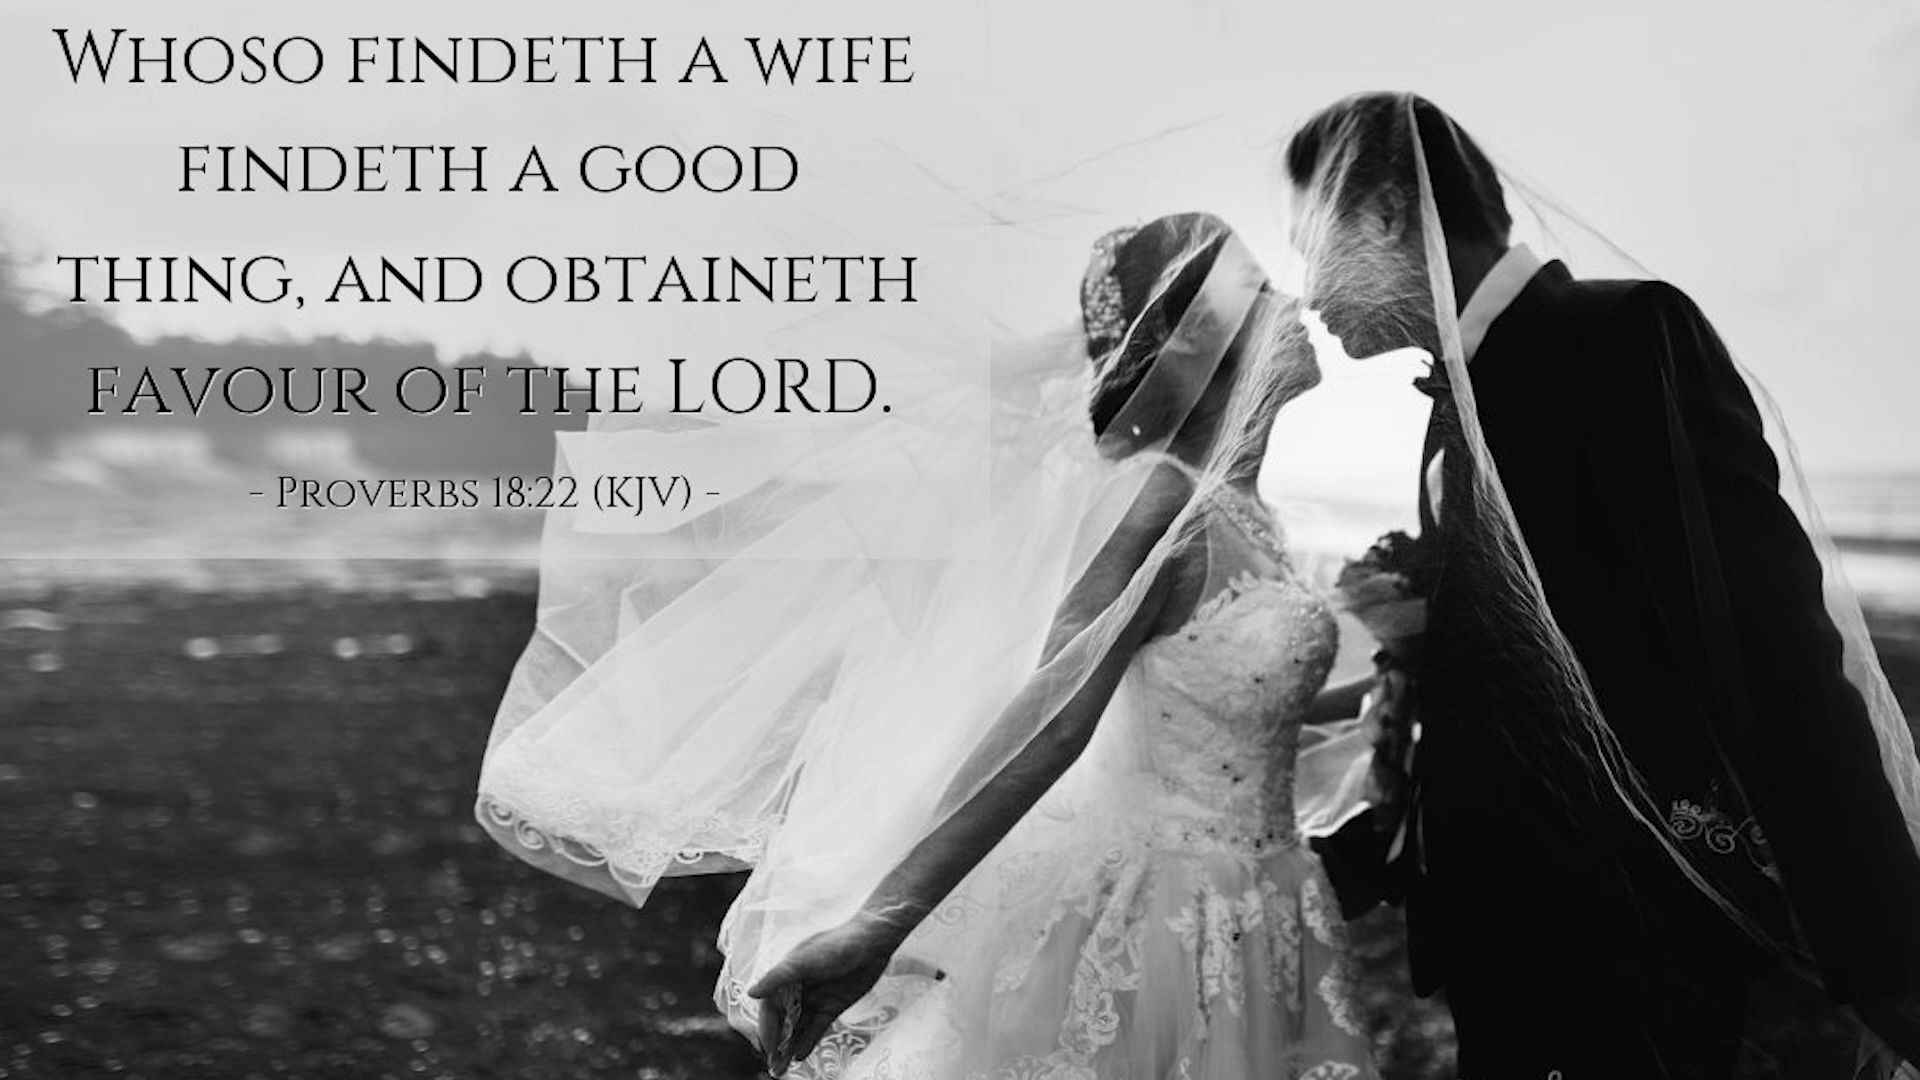 Whoso findeth a wife
findeth a good
thing, and obtaineth
favour of the LORD.
- Proverbs 18:22 (KJV) -